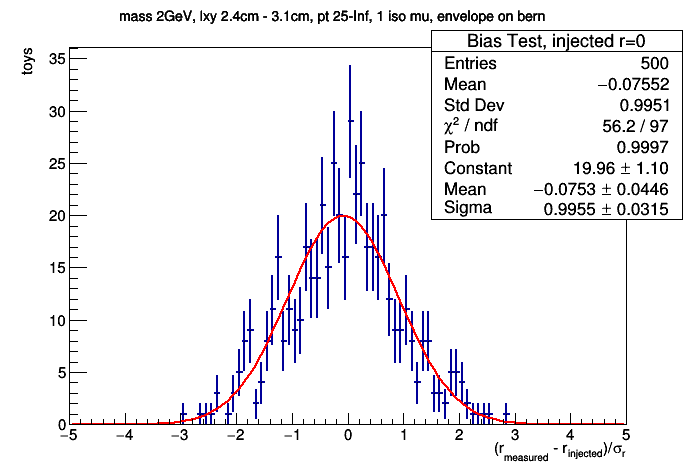 mass 2GeV, lxy 2.4cm - 3.1cm, pt 25-Inf, 1 iso mu, envelope on bern
toys
Bias Test, injected r=0
Entries 500
Mean −0.07552
Std Dev 0.9951
χ² / ndf 56.2 / 97
Prob 0.9997
Constant 19.96 ± 1.10
Mean −0.0753 ± 0.0446
Sigma 0.9955 ± 0.0315
35
30
25
20
15
10
5
0
−5 −4 −3 −2 −1 0 1 2 3 4 5
(r_measured - r_injected)/σ_r